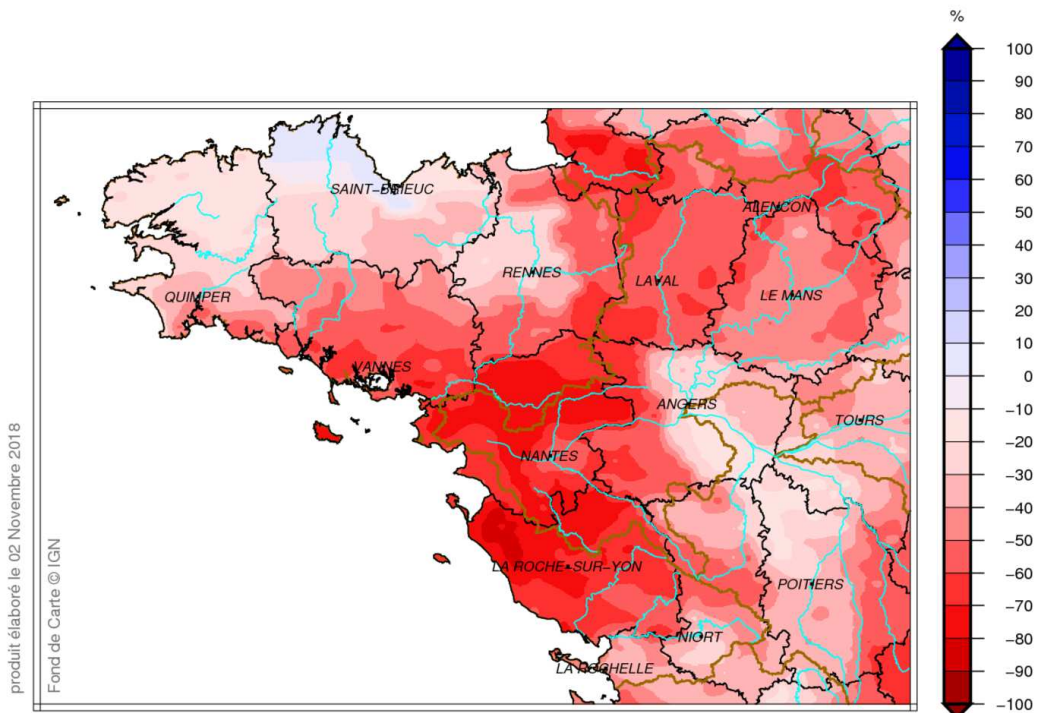 %
100
90
80
70
60
50
40
30
20
10
0
−10
−20
−30
−40
−50
−60
−70
−80
−90
−100
SAINT−BRIEUC
ALENCON
RENNES
LAVAL
QUIMPER
LE MANS
VANNES
ANGERS
TOURS
NANTES
LA ROCHE−SUR−YON
POITIERS
NIORT
LA ROCHELLE
produit élaboré le 02 Novembre 2018
Fond de Carte © IGN